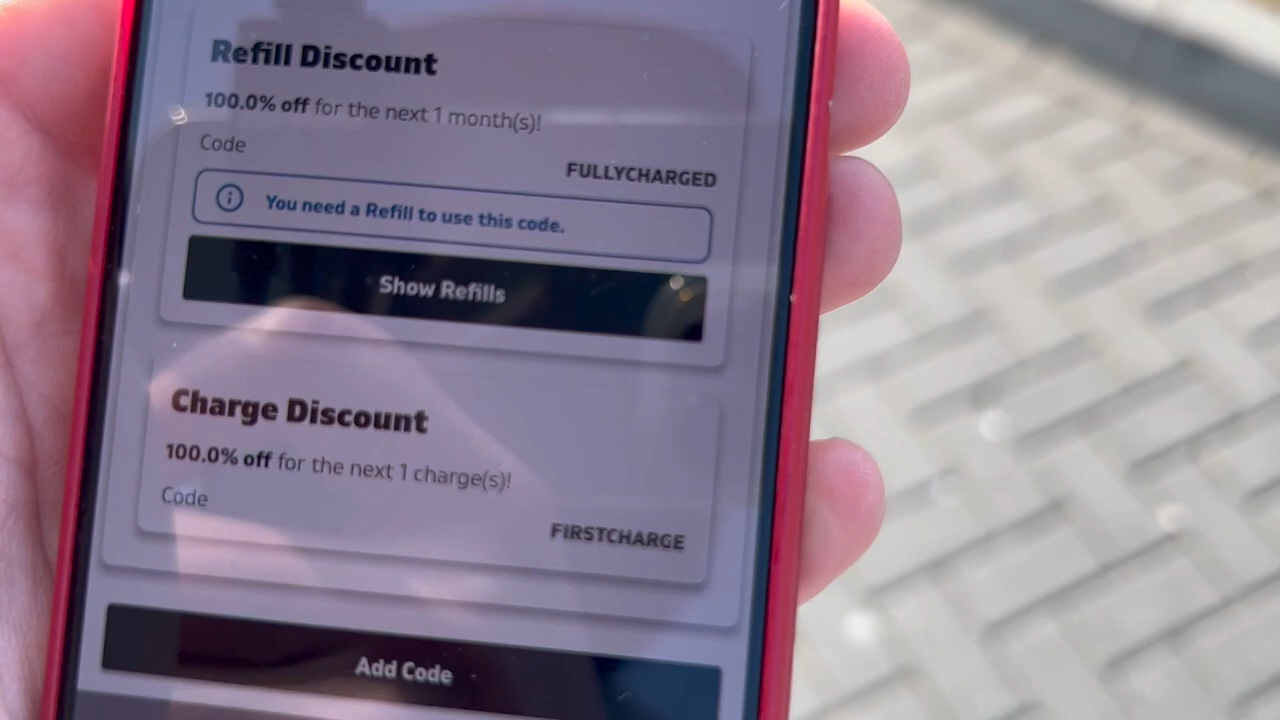 Refill Discount
100.0% off for the next 1 month(s)!
Code
FULLYCHARGED
You need a Refill to use this code.
Show Refills
Charge Discount
100.0% off for the next 1 charge(s)!
Code
FIRSTCHARGE
Add Code